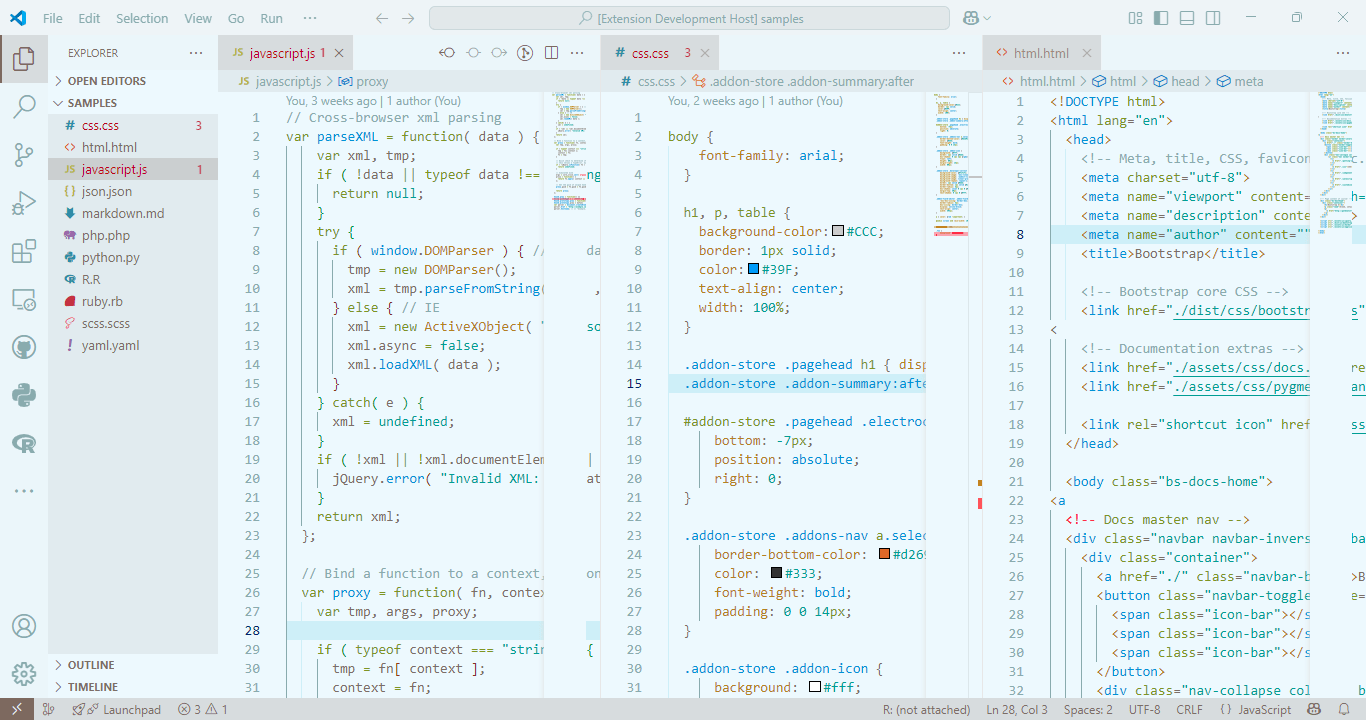 File Edit Selection View Go Run ··· [Extension Development Host] samples
EXPLORER ···
OPEN EDITORS
SAMPLES
css.css 3
html.html
JS javascript.js 1
{} json.json
markdown.md
php.php
python.py
R.R
ruby.rb
scss.scss
! yaml.yaml
OUTLINE
TIMELINE
JS javascript.js 1
JS javascript.js > proxy
You, 3 weeks ago | 1 author (You)
1 // Cross-browser xml parsing
2 var parseXML = function( data ) {
3 var xml, tmp;
4 if ( !data || typeof data !== ng
5 return null;
6 }
7 try {
8 if ( window.DOMParser ) { // da
9 tmp = new DOMParser();
10 xml = tmp.parseFromString( ,
11 } else { // IE
12 xml = new ActiveXObject( " so
13 xml.async = false;
14 xml.loadXML( data );
15 }
16 } catch( e ) {
17 xml = undefined;
18 }
19 if ( !xml || !xml.documentElem |
20 jQuery.error( "Invalid XML: at
21 }
22 return xml;
23 };
24
25 // Bind a function to a context, on
26 var proxy = function( fn, conte
27 var tmp, args, proxy;
28
29 if ( typeof context === "strin {
30 tmp = fn[ context ];
31 context = fn;
# css.css 3
# css.css > .addon-store .addon-summary:after
You, 2 weeks ago | 1 author (You)
1
2 body {
3 font-family: arial;
4 }
5
6 h1, p, table {
7 background-color: #CCC;
8 border: 1px solid;
9 color: #39F;
10 text-align: center;
11 width: 100%;
12 }
13
14 .addon-store .pagehead h1 { disp
15 .addon-store .addon-summary:afte
16
17 #addon-store .pagehead .electroc
18 bottom: -7px;
19 position: absolute;
20 right: 0;
21 }
22
23 .addon-store .addons-nav a.selec
24 border-bottom-color: #d269
25 color: #333;
26 font-weight: bold;
27 padding: 0 0 14px;
28 }
29
30 .addon-store .addon-icon {
31 background: #fff;
<> html.html
<> html.html > html > head > meta
1 <!DOCTYPE html>
2 <html lang="en">
3 <head>
4 <!-- Meta, title, CSS, favicon c.
5 <meta charset="utf-8">
6 <meta name="viewport" content= h=
7 <meta name="description" conte >
8 <meta name="author" content=""
9 <title>Bootstrap</title>
10
11 <!-- Bootstrap core CSS -->
12 <link href="./dist/css/bootstr s"
13 <
14 <!-- Documentation extras -->
15 <link href="./assets/css/docs. re
16 <link href="./assets/css/pygme an
17
18 <link rel="shortcut icon" href ss
19 </head>
20
21 <body class="bs-docs-home">
22 <a
23 <!-- Docs master nav -->
24 <div class="navbar navbar-invers ba
25 <div class="container">
26 <a href="./" class="navbar-b >B
27 <button class="navbar-toggle e=
28 <span class="icon-bar"></s
29 <span class="icon-bar"></s
30 <span class="icon-bar"></s
31 </button>
32 <div class="nav-collapse col b
Launchpad 3 1 R: (not attached) Ln 28, Col 3 Spaces: 2 UTF-8 CRLF {} JavaScript